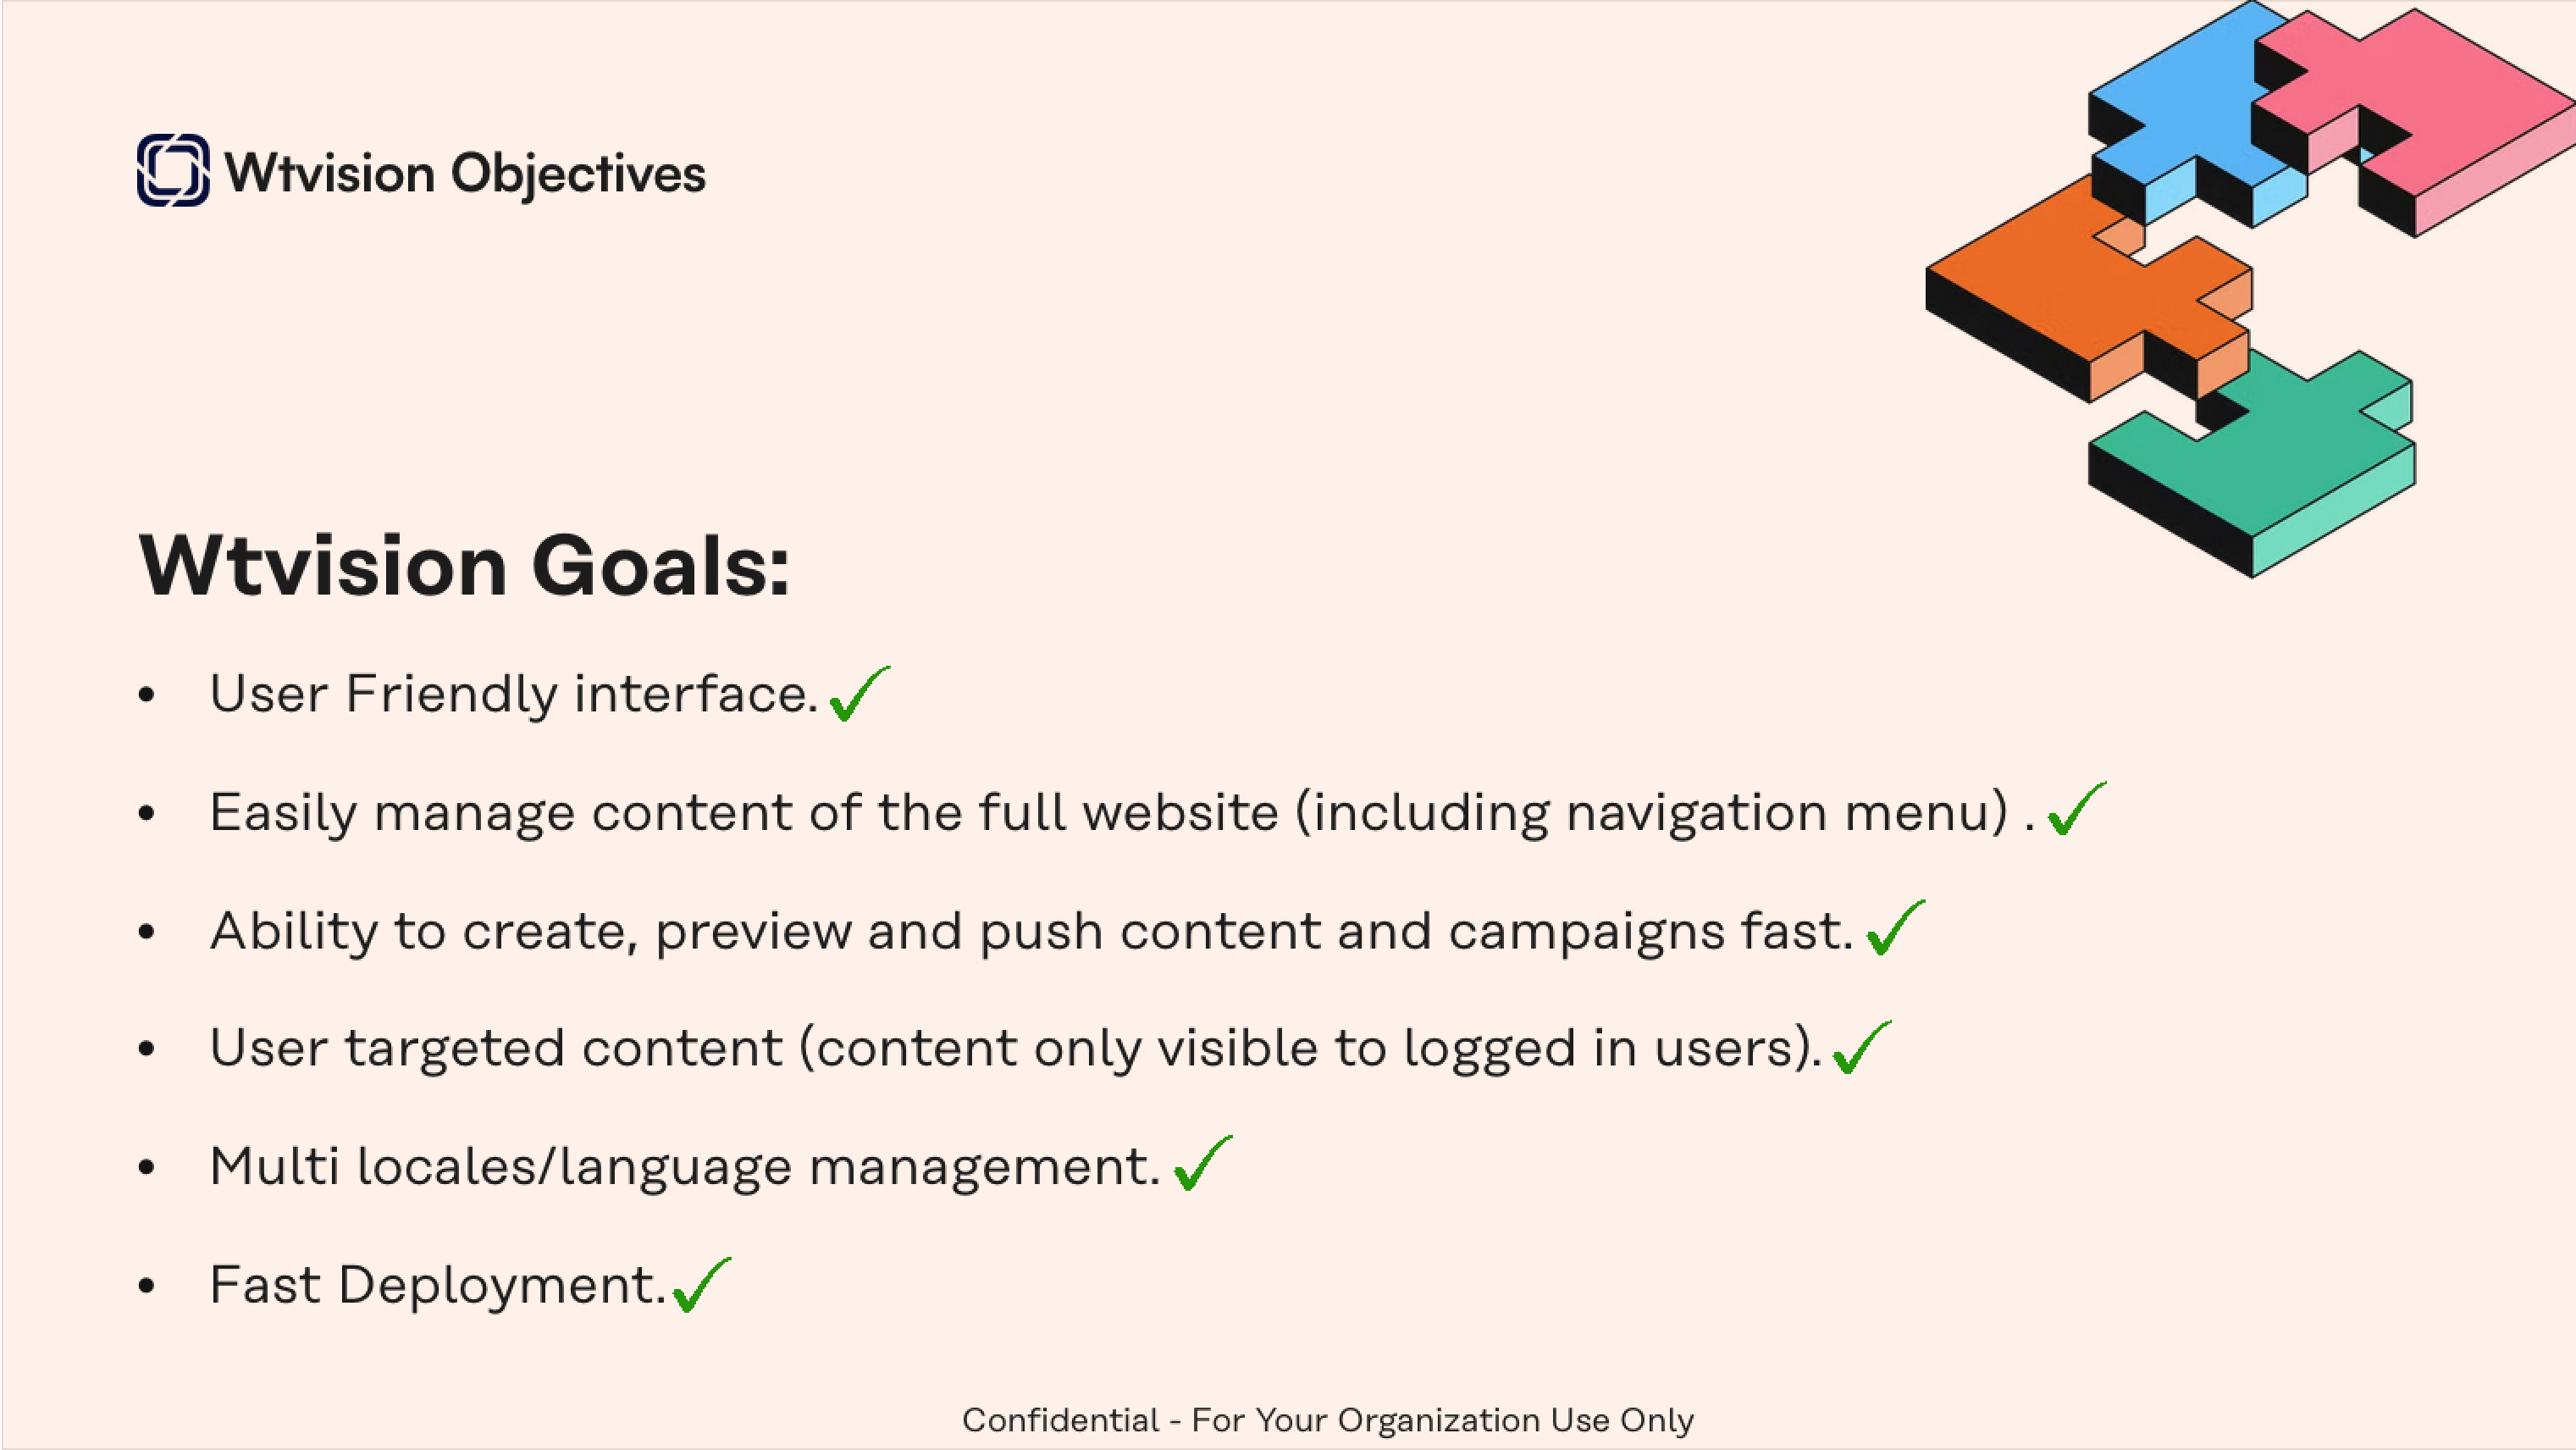 Wtvision Objectives
Wtvision Goals:
• User Friendly interface.✓
• Easily manage content of the full website (including navigation menu) .✓
• Ability to create, preview and push content and campaigns fast.✓
• User targeted content (content only visible to logged in users).✓
• Multi locales/language management.✓
• Fast Deployment.✓
Confidential - For Your Organization Use Only